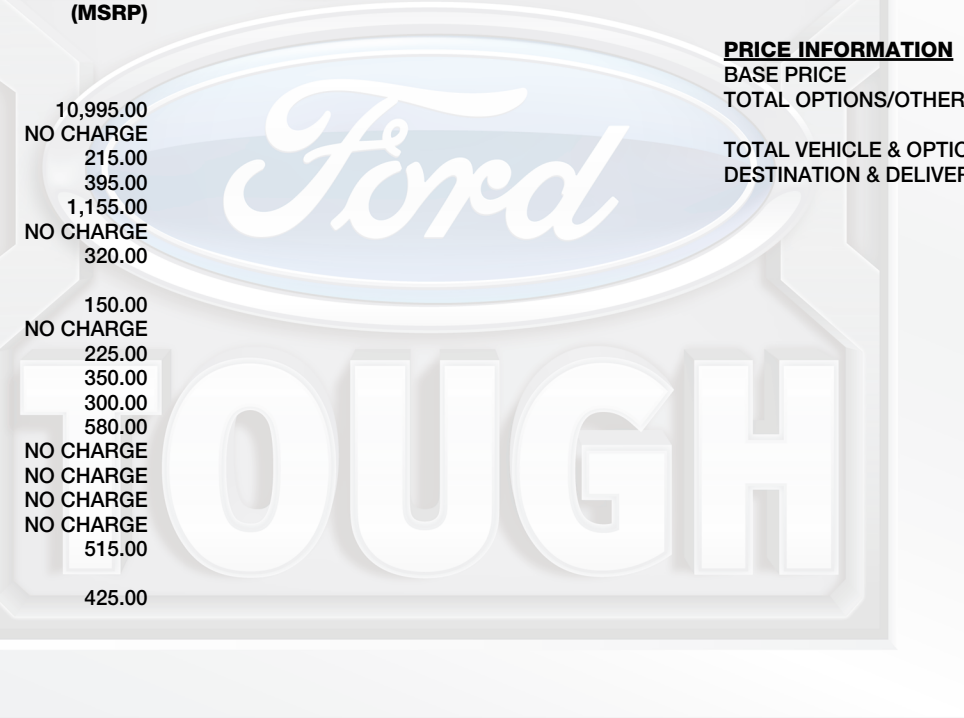 (MSRP)
10,995.00
NO CHARGE
215.00
395.00
1,155.00
NO CHARGE
320.00
150.00
NO CHARGE
225.00
350.00
300.00
580.00
NO CHARGE
NO CHARGE
NO CHARGE
NO CHARGE
515.00
425.00
PRICE INFORMATION
BASE PRICE
TOTAL OPTIONS/OTHER
TOTAL VEHICLE & OPTIO
DESTINATION & DELIVER
Ford
TOUGH